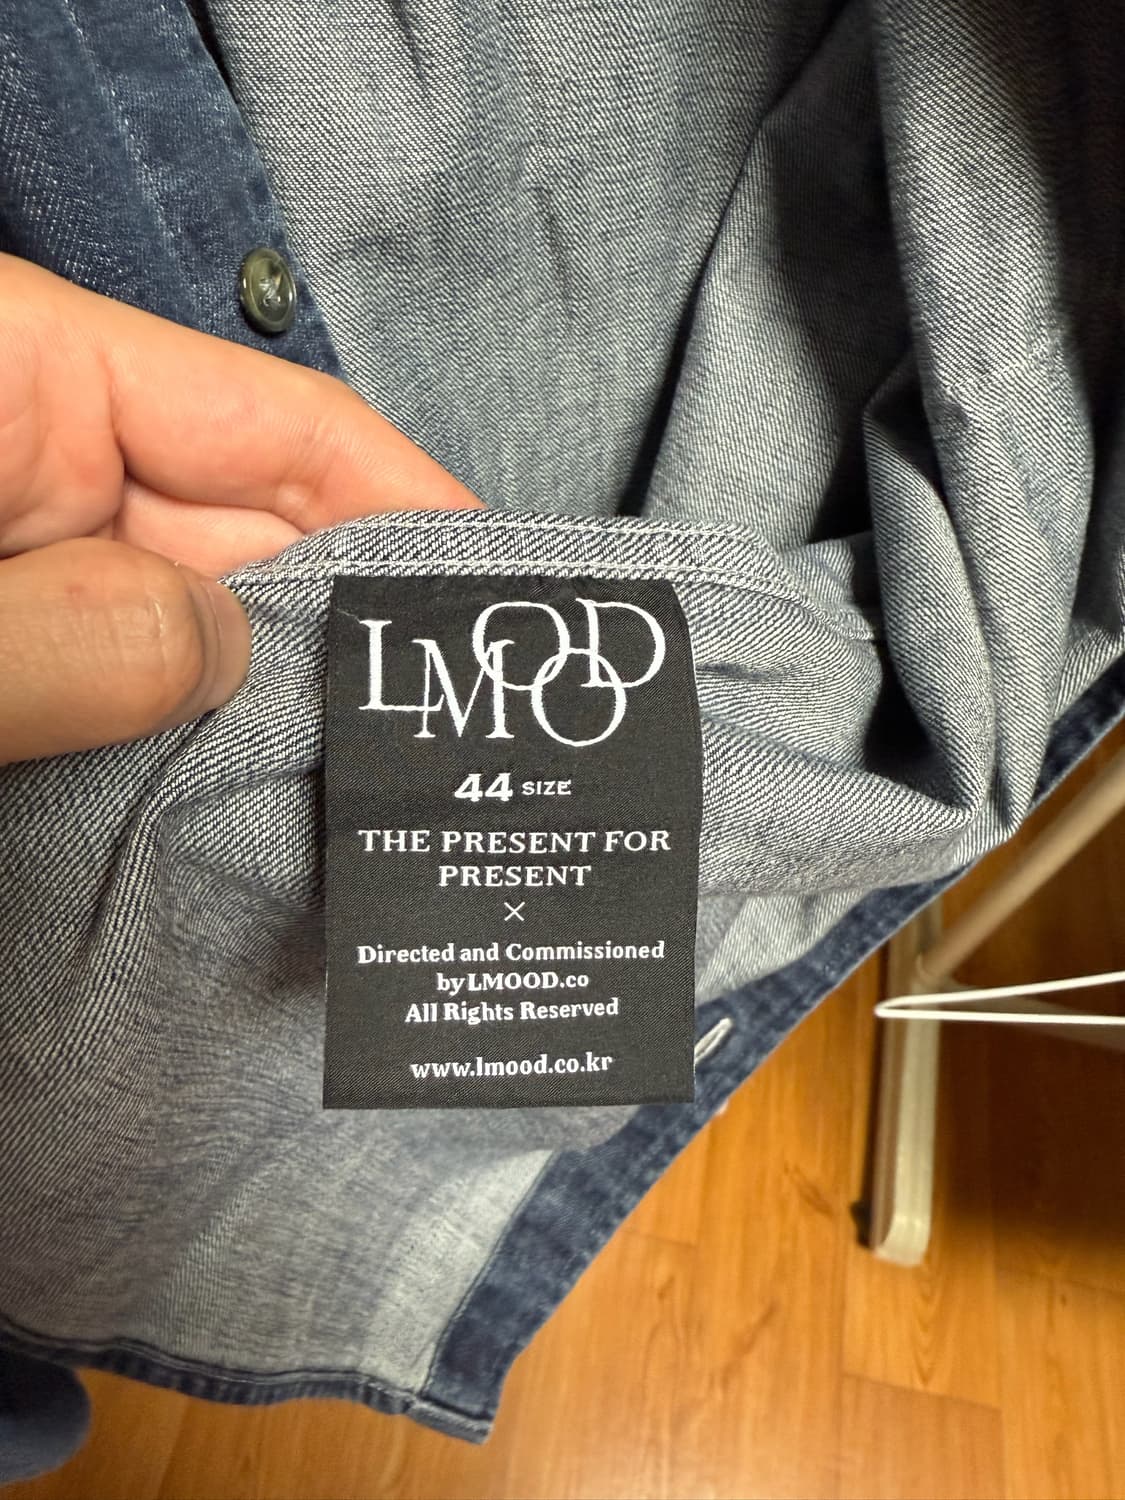 LMOOD
44 SIZE
THE PRESENT FOR
PRESENT
×
Directed and Commissioned
by LMOOD.co
All Rights Reserved
www.lmood.co.kr